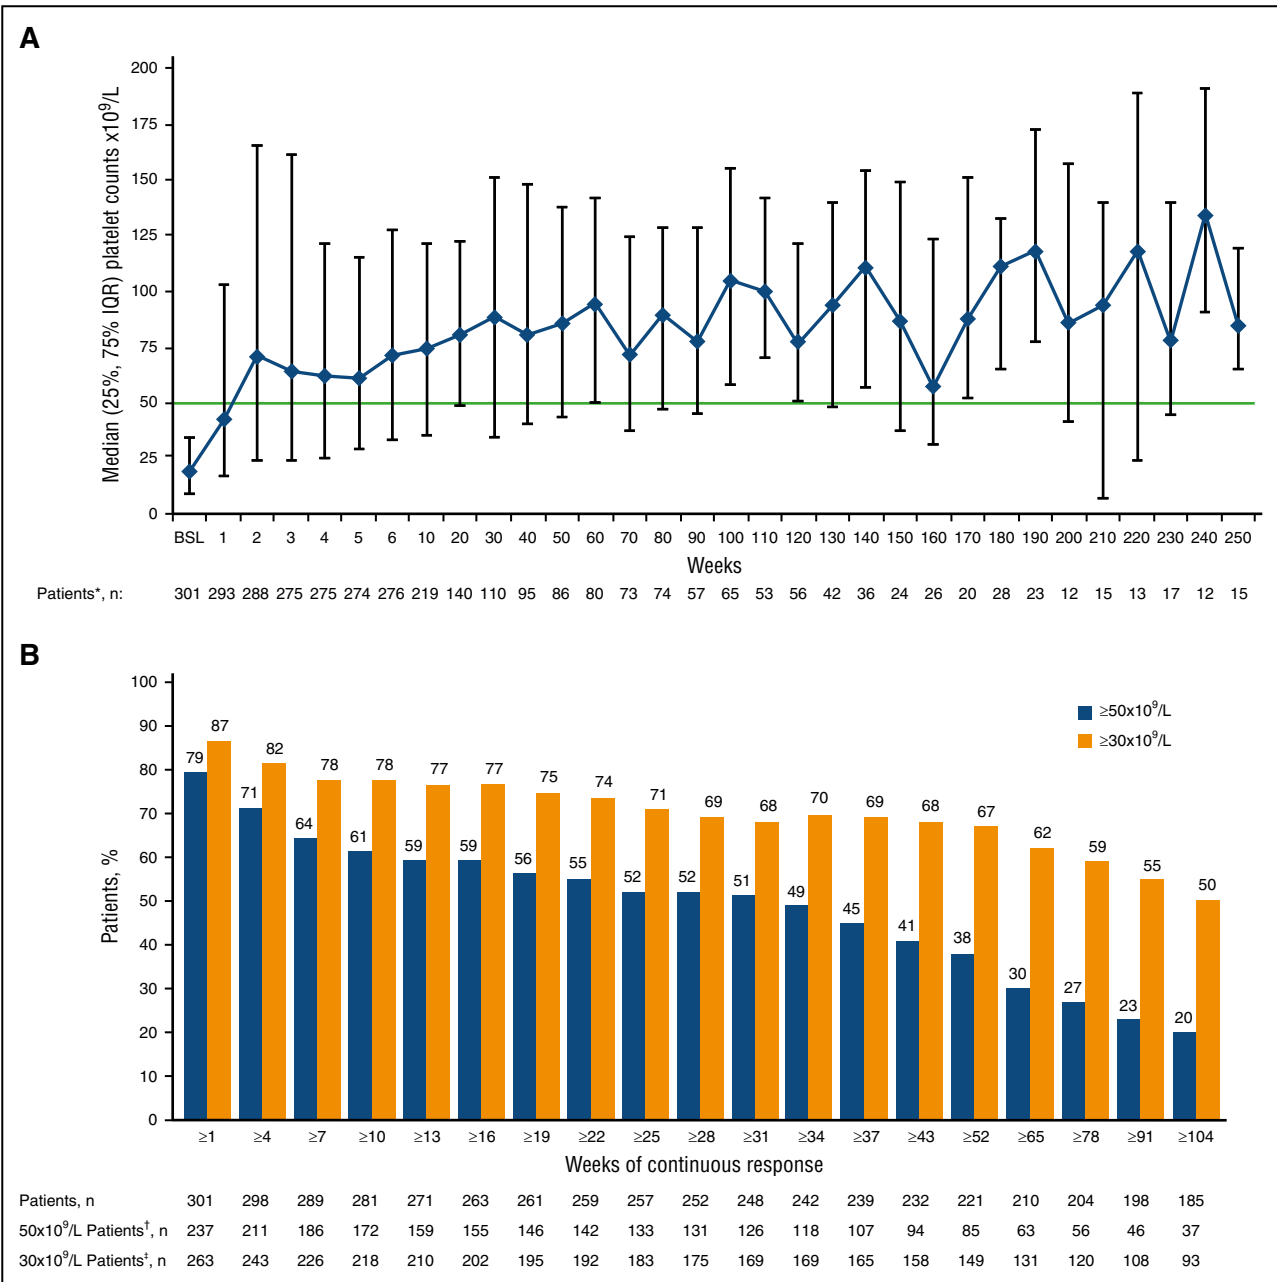 A
Median (25%, 75% IQR) platelet counts x10⁹/L
200
175
150
125
100
75
50
25
0
BSL 1 2 3 4 5 6 10 20 30 40 50 60 70 80 90 100 110 120 130 140 150 160 170 180 190 200 210 220 230 240 250
Weeks
Patients*, n: 301 293 288 275 275 274 276 219 140 110 95 86 80 73 74 57 65 53 56 42 36 24 26 20 28 23 12 15 13 17 12 15
B
Patients, %
100
90
80
70
60
50
40
30
20
10
0
≥50x10⁹/L
≥30x10⁹/L
79 87 71 82 64 78 61 78 59 77 59 77 56 75 55 74 52 71 52 69 51 68 49 70 45 69 41 68 38 67 30 62 27 59 23 55 20 50
≥1 ≥4 ≥7 ≥10 ≥13 ≥16 ≥19 ≥22 ≥25 ≥28 ≥31 ≥34 ≥37 ≥43 ≥52 ≥65 ≥78 ≥91 ≥104
Weeks of continuous response
Patients, n 301 298 289 281 271 263 261 259 257 252 248 242 239 232 221 210 204 198 185
50x10⁹/L Patients†, n 237 211 186 172 159 155 146 142 133 131 126 118 107 94 85 63 56 46 37
30x10⁹/L Patients‡, n 263 243 226 218 210 202 195 192 183 175 169 169 165 158 149 131 120 108 93